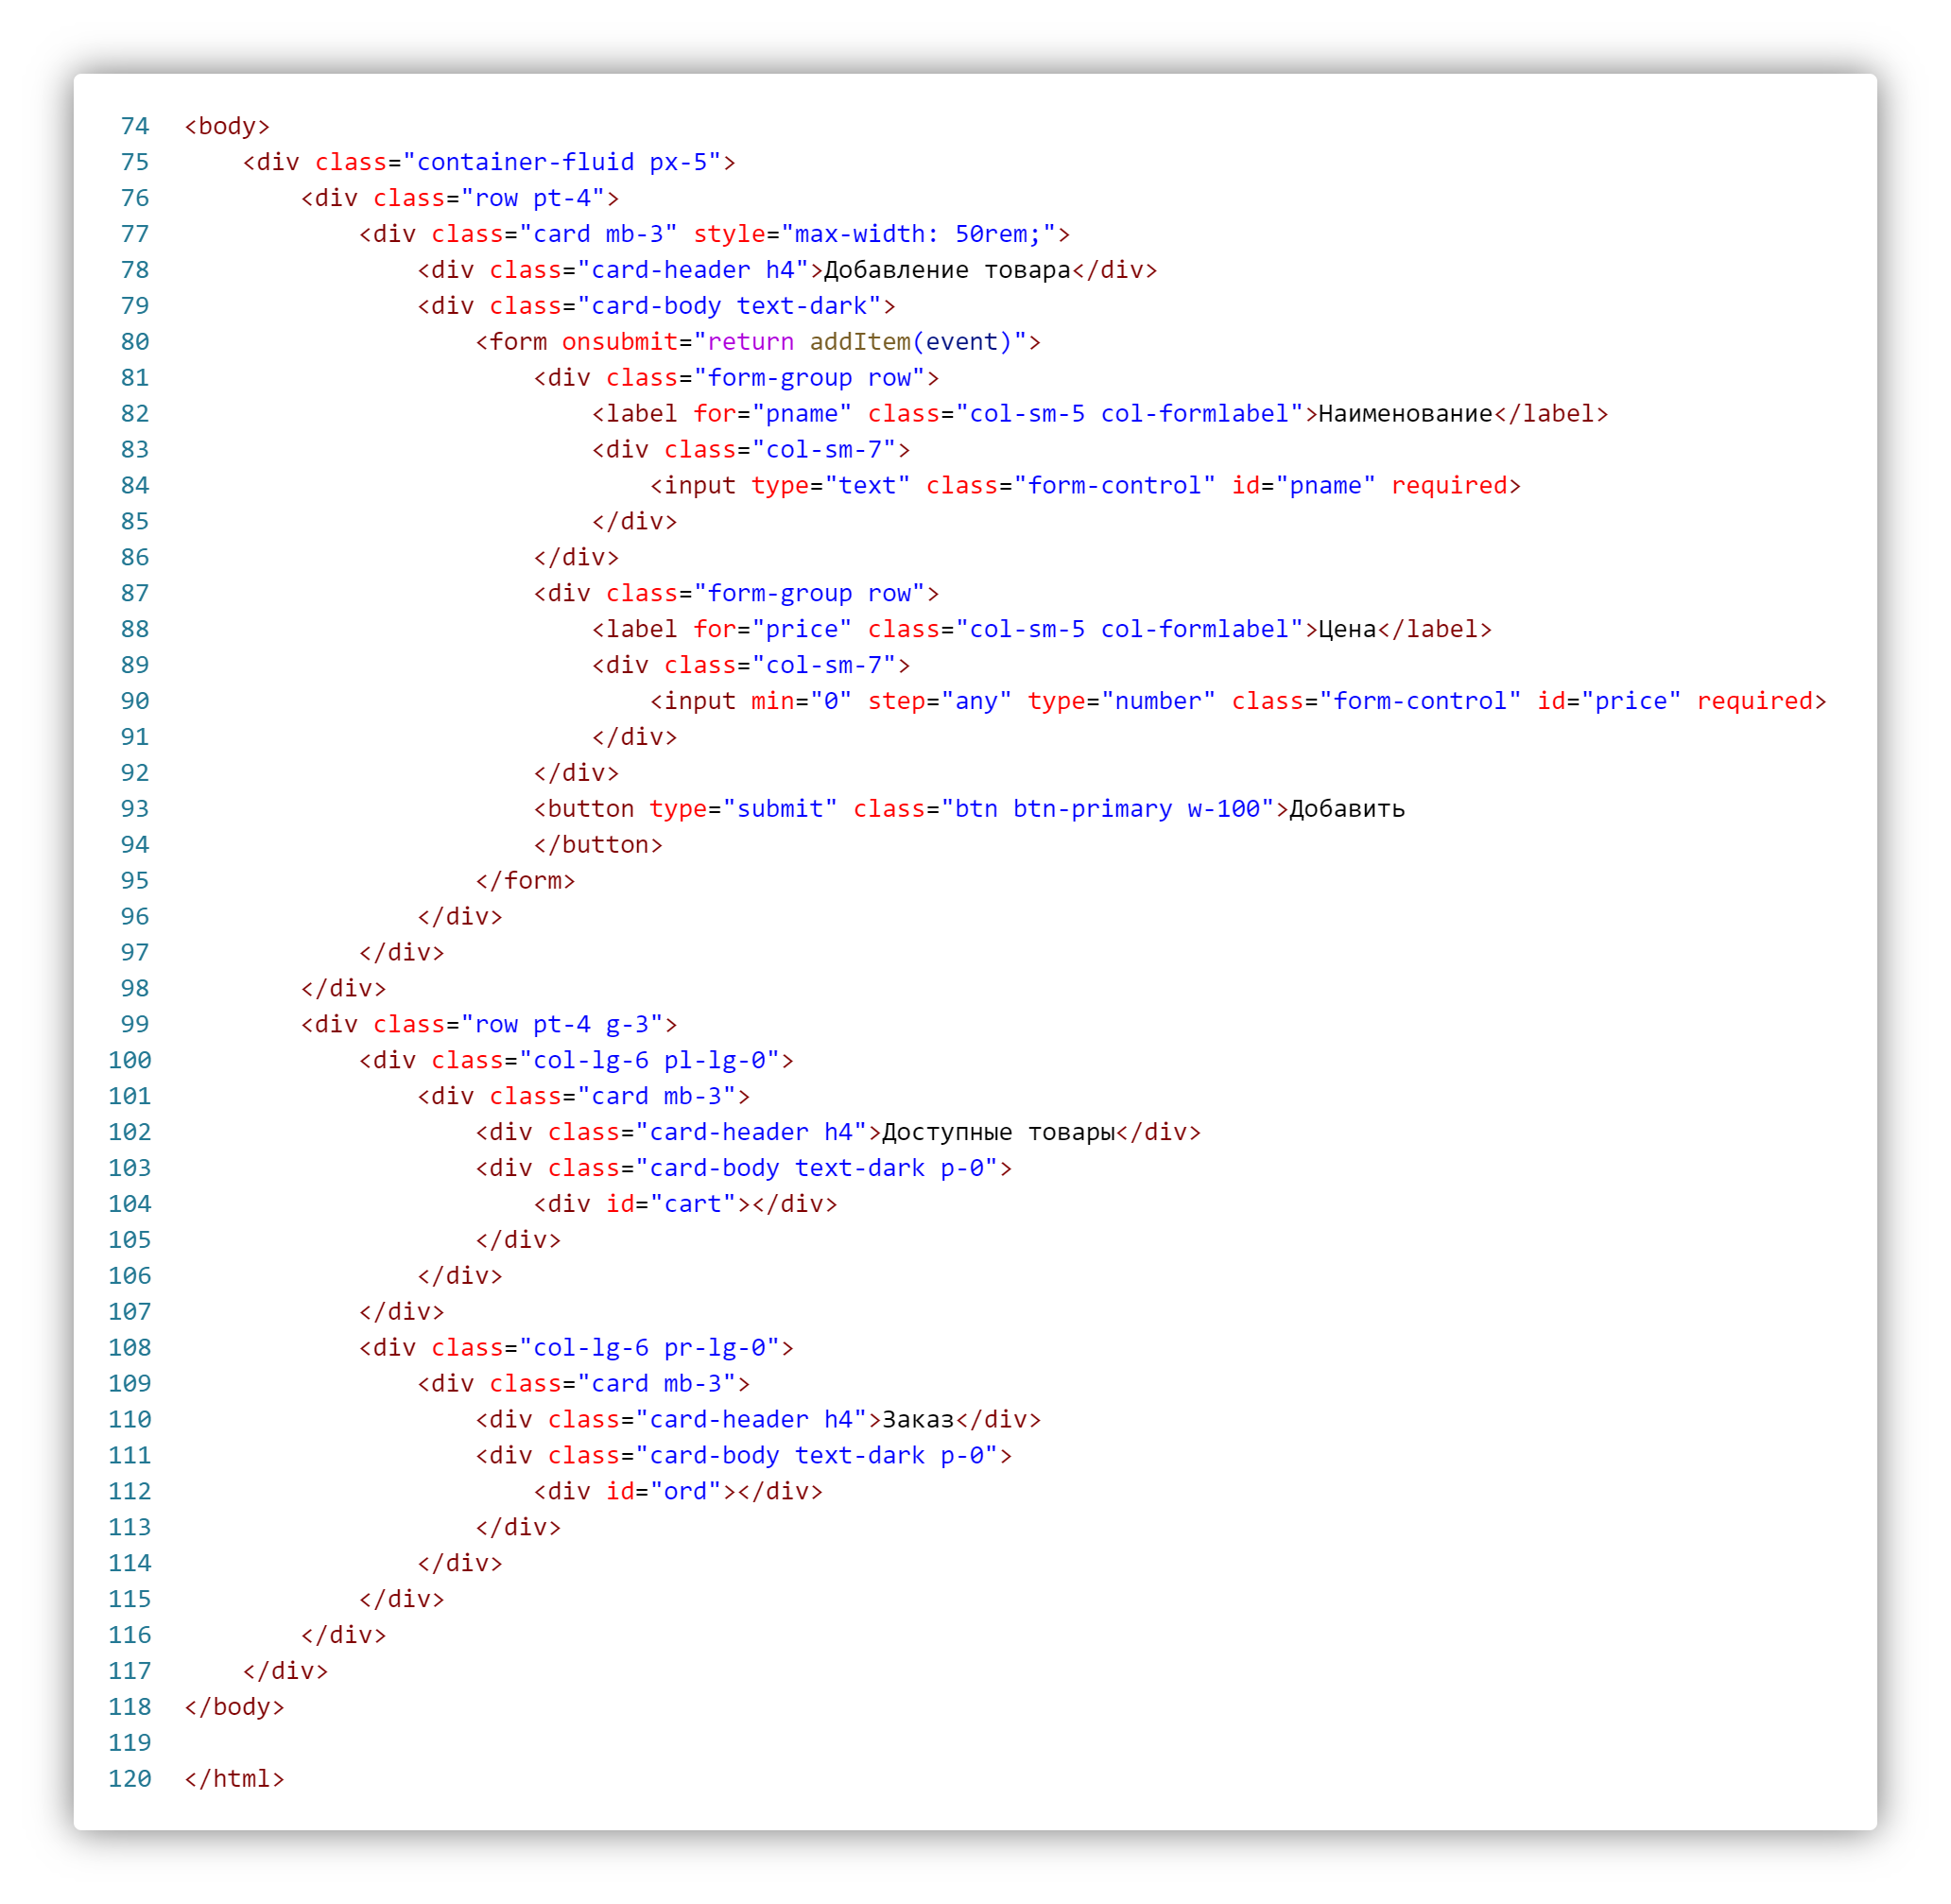 74 <body>
75     <div class="container-fluid px-5">
76         <div class="row pt-4">
77             <div class="card mb-3" style="max-width: 50rem;">
78                 <div class="card-header h4">Добавление товара</div>
79                 <div class="card-body text-dark">
80                     <form onsubmit="return addItem(event)">
81                         <div class="form-group row">
82                             <label for="pname" class="col-sm-5 col-formlabel">Наименование</label>
83                             <div class="col-sm-7">
84                                 <input type="text" class="form-control" id="pname" required>
85                             </div>
86                         </div>
87                         <div class="form-group row">
88                             <label for="price" class="col-sm-5 col-formlabel">Цена</label>
89                             <div class="col-sm-7">
90                                 <input min="0" step="any" type="number" class="form-control" id="price" required>
91                             </div>
92                         </div>
93                         <button type="submit" class="btn btn-primary w-100">Добавить
94                         </button>
95                     </form>
96                 </div>
97             </div>
98         </div>
99         <div class="row pt-4 g-3">
100             <div class="col-lg-6 pl-lg-0">
101                 <div class="card mb-3">
102                     <div class="card-header h4">Доступные товары</div>
103                     <div class="card-body text-dark p-0">
104                         <div id="cart"></div>
105                     </div>
106                 </div>
107             </div>
108             <div class="col-lg-6 pr-lg-0">
109                 <div class="card mb-3">
110                     <div class="card-header h4">Заказ</div>
111                     <div class="card-body text-dark p-0">
112                         <div id="ord"></div>
113                     </div>
114                 </div>
115             </div>
116         </div>
117     </div>
118 </body>
119
120 </html>